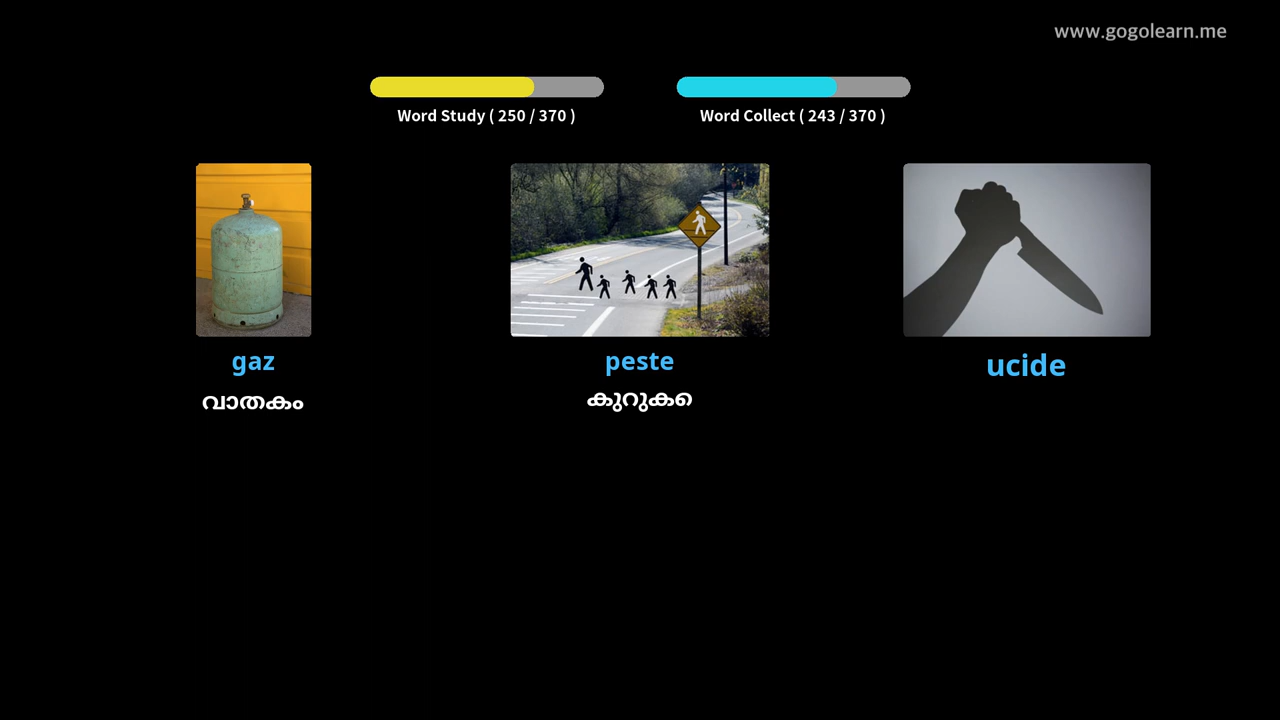 www.gogolearn.me
Word Study ( 250 / 370 )
Word Collect ( 243 / 370 )
gaz
peste
ucide
വാതകം
കുറുകെ